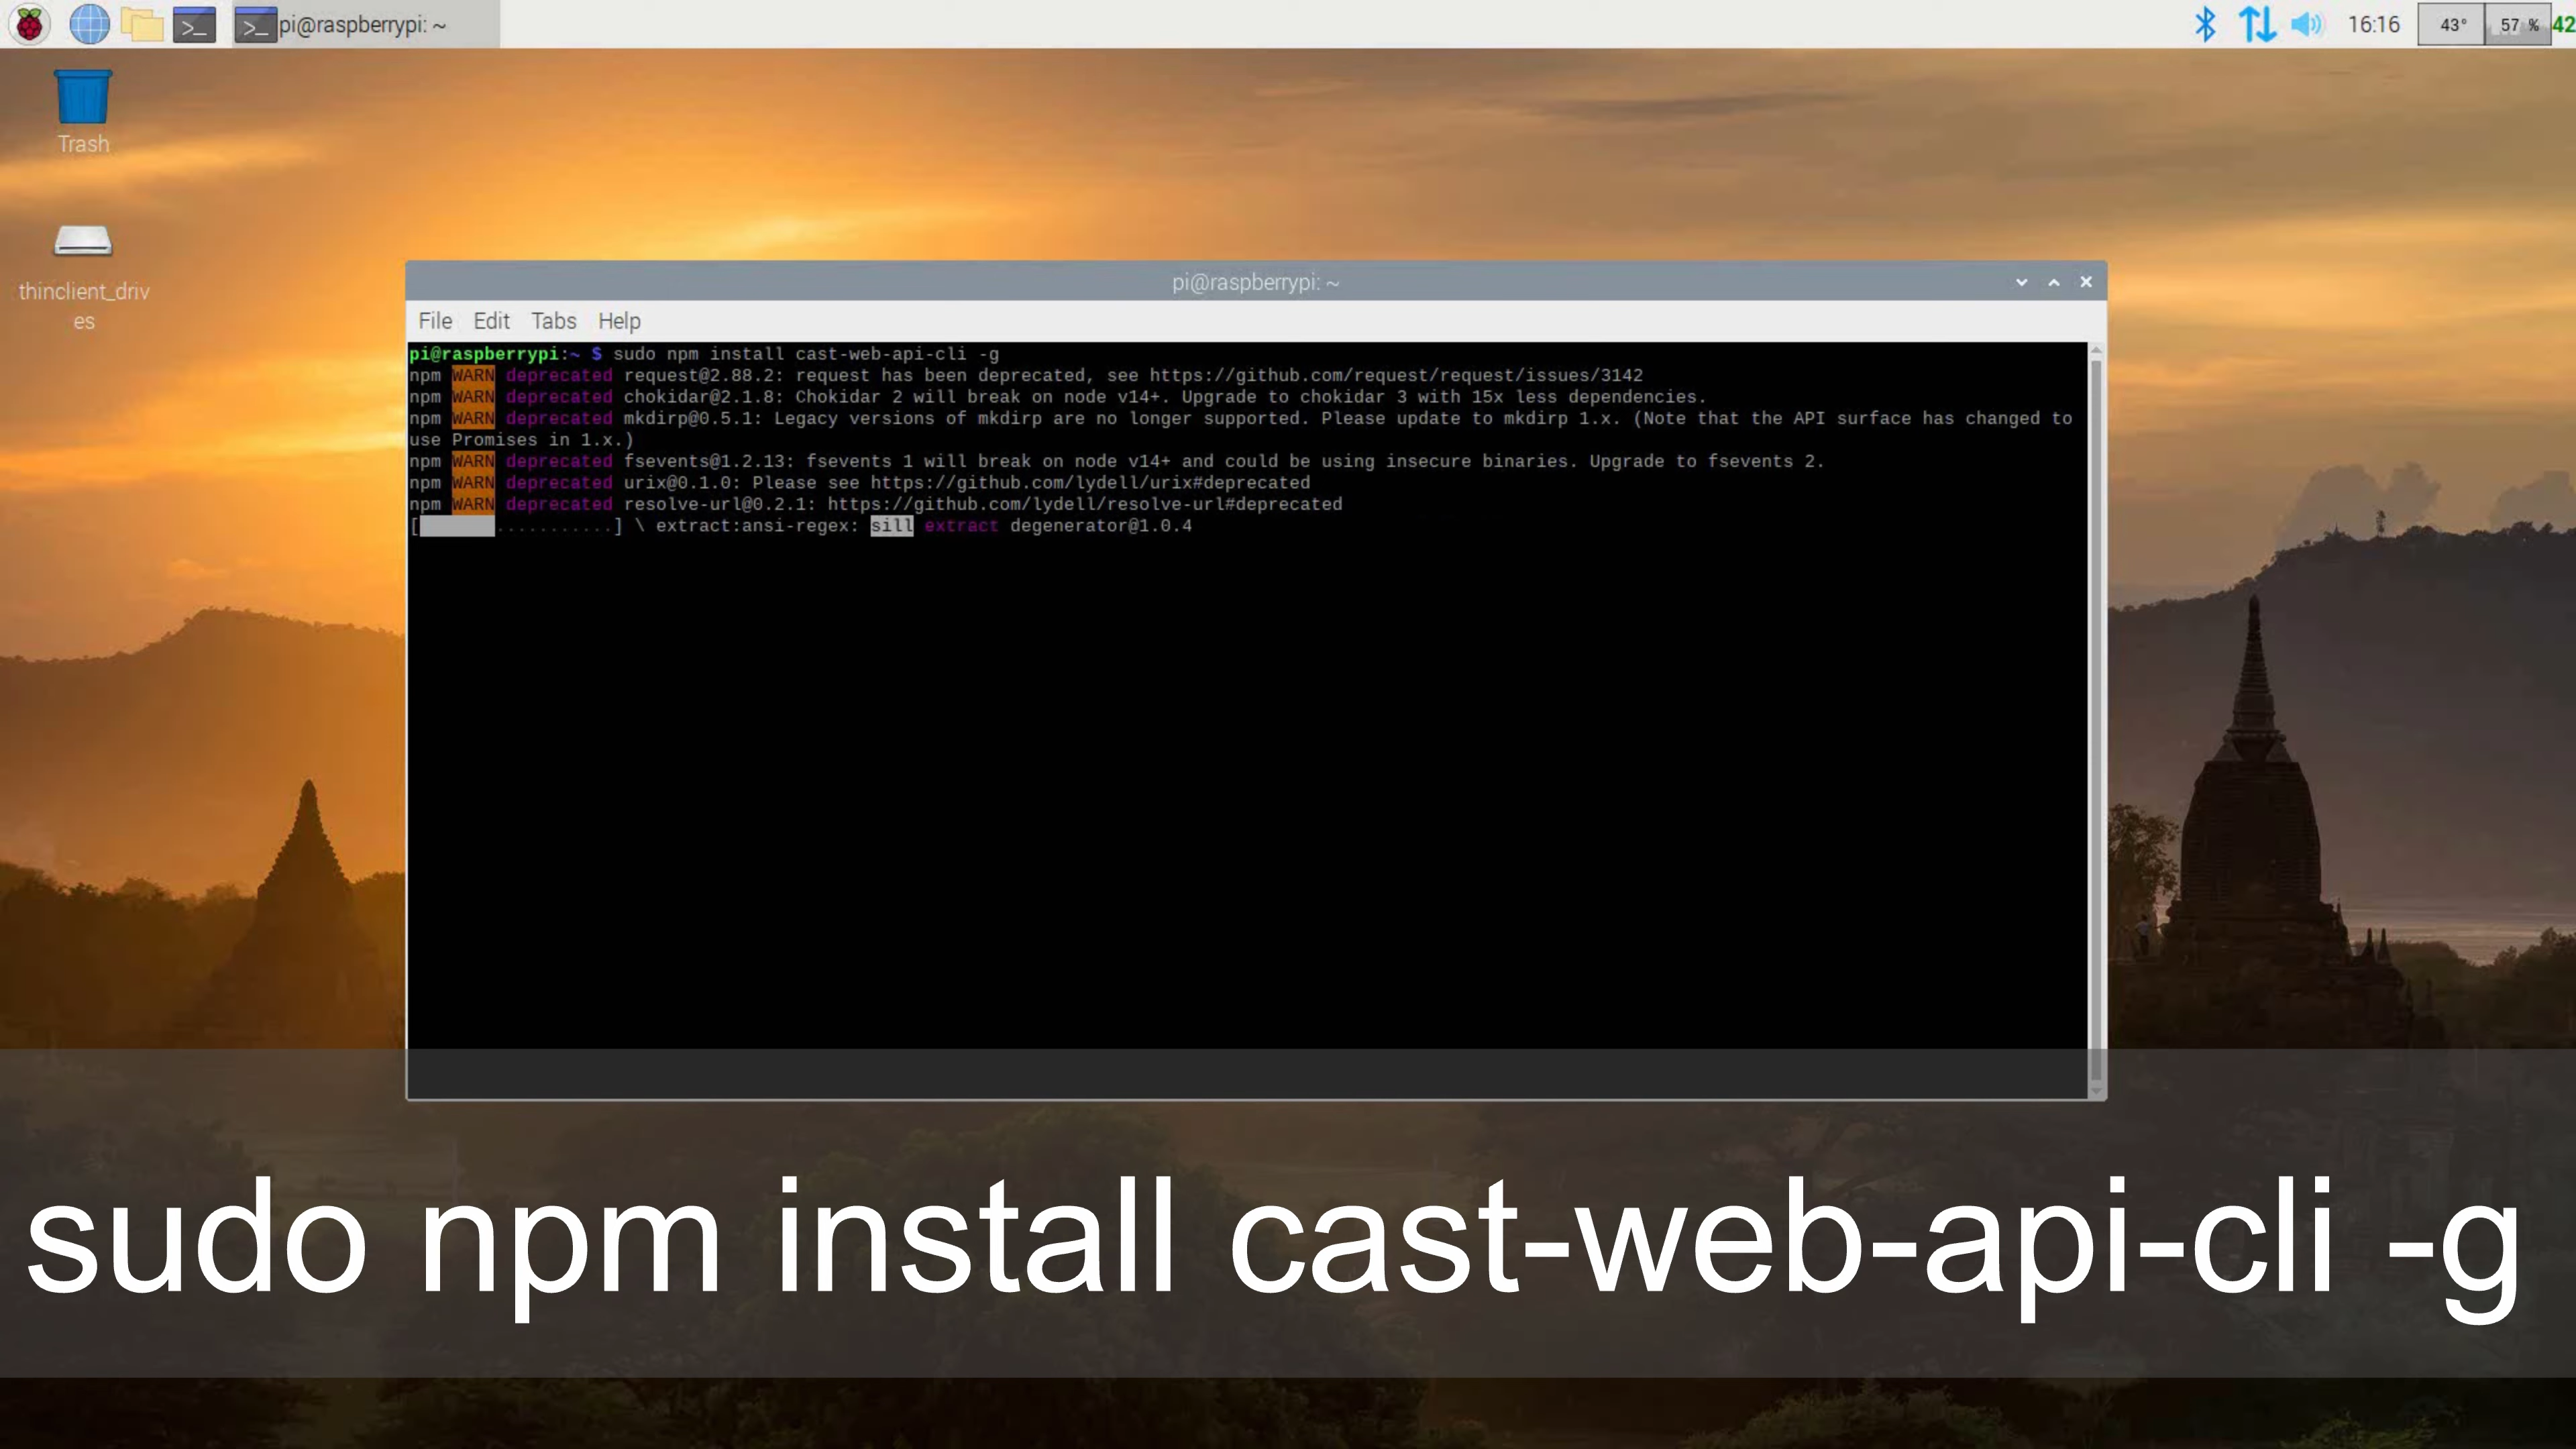 >_ >_ pi@raspberrypi: ~ 16:16 43° 57 % 42
Trash
thinclient_driv
es
pi@raspberrypi: ~
File Edit Tabs Help
pi@raspberrypi:~ $ sudo npm install cast-web-api-cli -g
npm WARN deprecated request@2.88.2: request has been deprecated, see https://github.com/request/request/issues/3142
npm WARN deprecated chokidar@2.1.8: Chokidar 2 will break on node v14+. Upgrade to chokidar 3 with 15x less dependencies.
npm WARN deprecated mkdirp@0.5.1: Legacy versions of mkdirp are no longer supported. Please update to mkdirp 1.x. (Note that the API surface has changed to
use Promises in 1.x.)
npm WARN deprecated fsevents@1.2.13: fsevents 1 will break on node v14+ and could be using insecure binaries. Upgrade to fsevents 2.
npm WARN deprecated urix@0.1.0: Please see https://github.com/lydell/urix#deprecated
npm WARN deprecated resolve-url@0.2.1: https://github.com/lydell/resolve-url#deprecated
[       ...........] \ extract:ansi-regex: sill extract degenerator@1.0.4
sudo npm install cast-web-api-cli -g